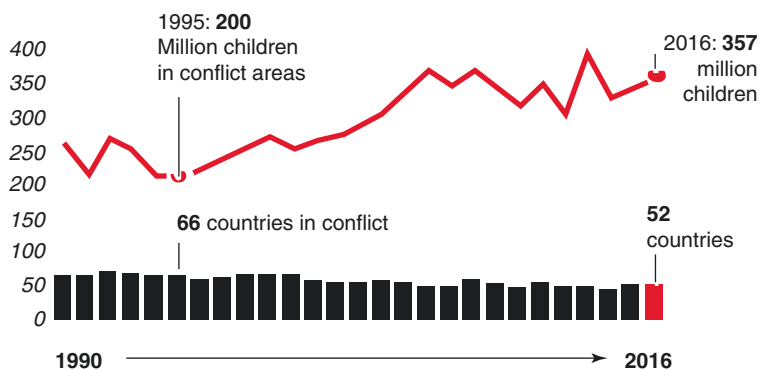 1995: 200
Million children
in conflict areas
2016: 357
million
children
400
350
300
250
200
150
100
50
0
66 countries in conflict
52
countries
1990
2016